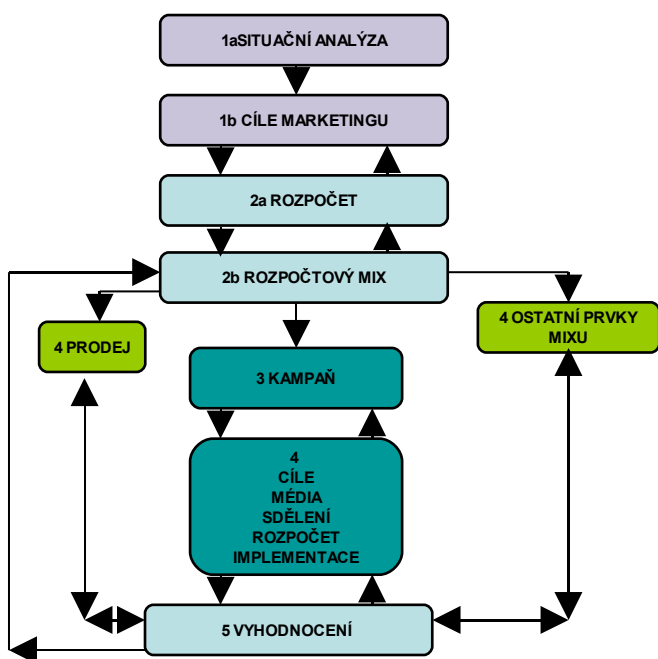 1aSITUAČNÍ ANALÝZA
1b CÍLE MARKETINGU
2a ROZPOČET
2b ROZPOČTOVÝ MIX
4 PRODEJ
4 OSTATNÍ PRVKY
MIXU
3 KAMPAŇ
4
CÍLE
MÉDIA
SDĚLENÍ
ROZPOČET
IMPLEMENTACE
5 VYHODNOCENÍ